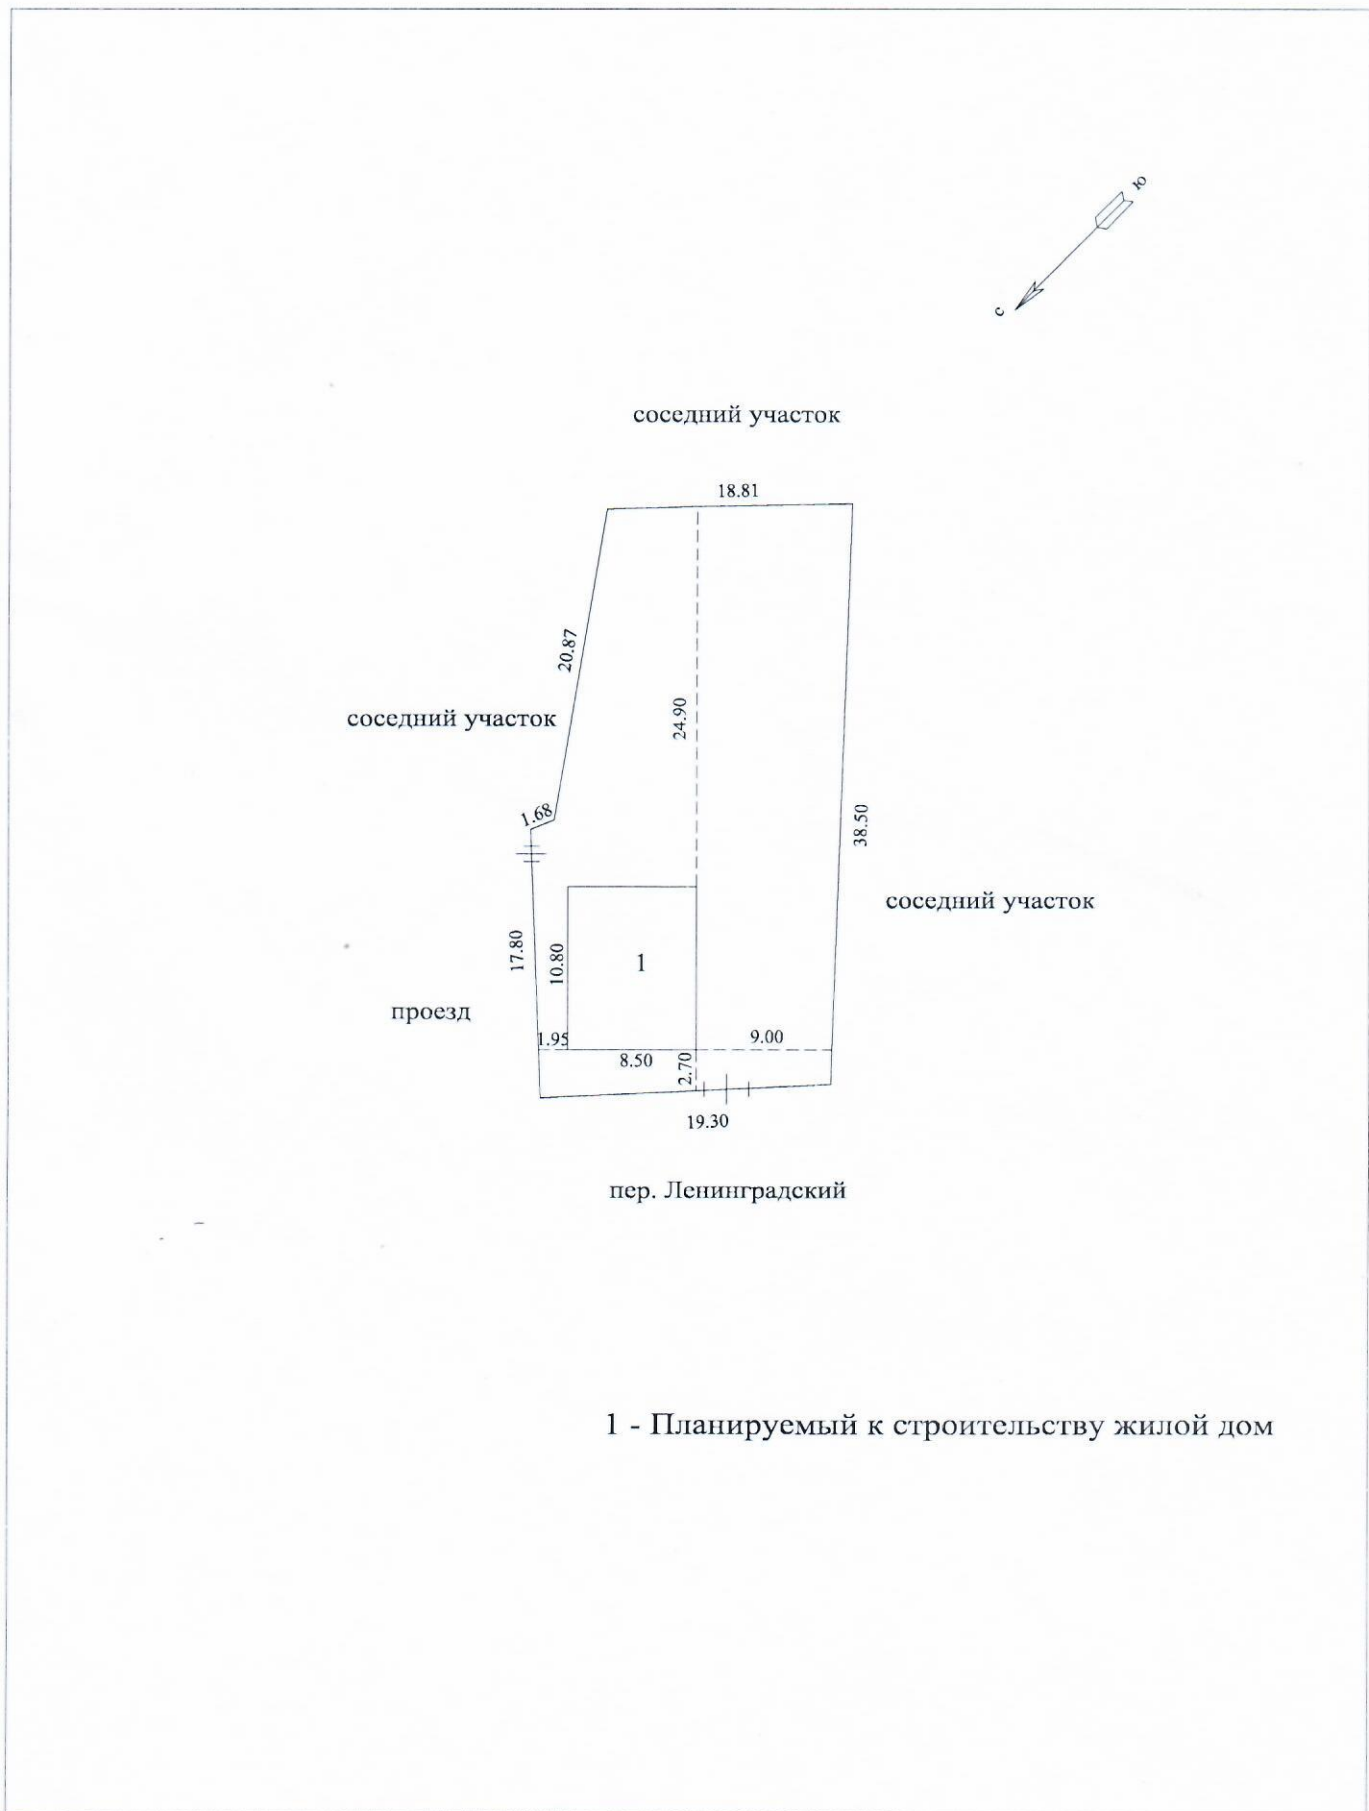 ю
с
соседний участок
18.81
20.87
соседний участок
24.90
1.68
38.50
соседний участок
17.80
10.80
1
проезд
1.95
8.50
2.70
9.00
19.30
пер. Ленинградский
1 - Планируемый к строительству жилой дом